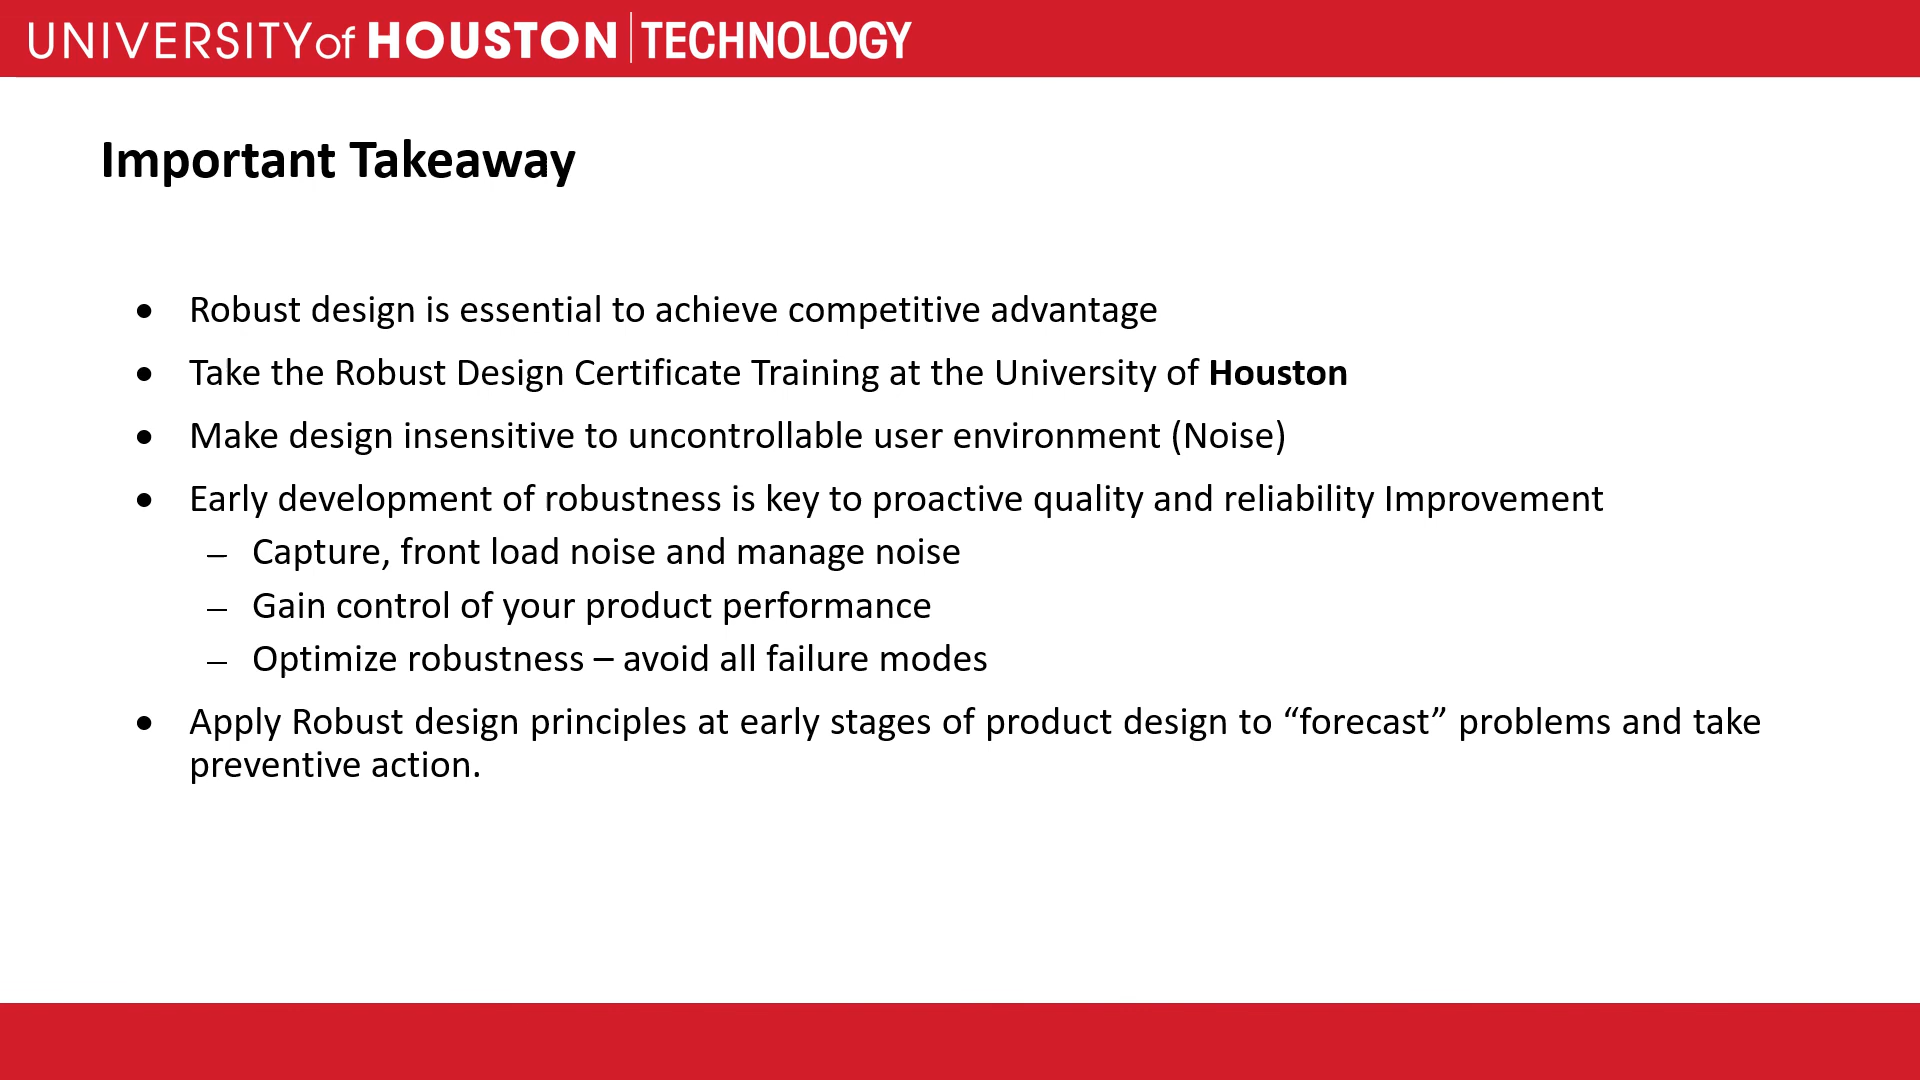 UNIVERSITY of HOUSTON | TECHNOLOGY
Important Takeaway
• Robust design is essential to achieve competitive advantage
• Take the Robust Design Certificate Training at the University of Houston
• Make design insensitive to uncontrollable user environment (Noise)
• Early development of robustness is key to proactive quality and reliability Improvement
– Capture, front load noise and manage noise
– Gain control of your product performance
– Optimize robustness – avoid all failure modes
• Apply Robust design principles at early stages of product design to “forecast” problems and take
preventive action.